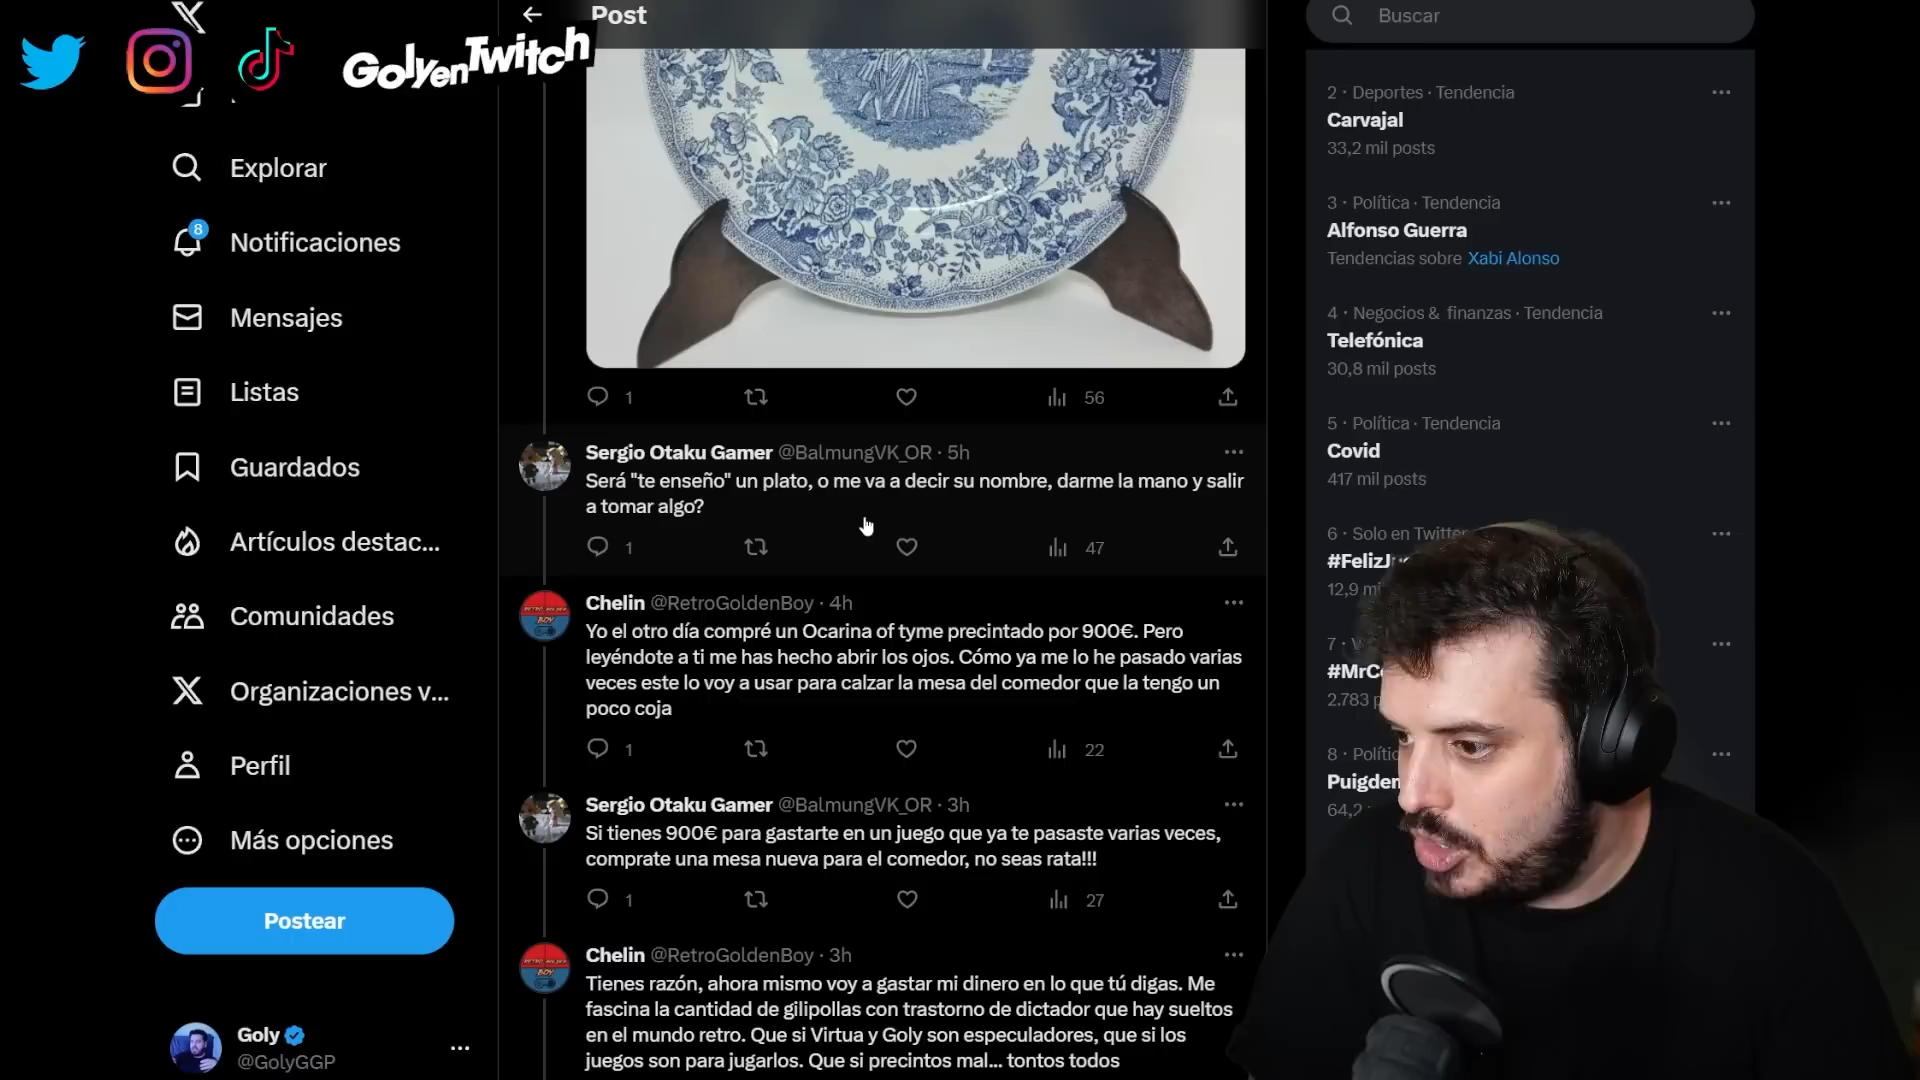 GolyenTwitch
Explorar
8
Notificaciones
Mensajes
Listas
Guardados
Artículos destac...
Comunidades
Organizaciones v...
Perfil
Más opciones
Postear
Goly
@GolyGGP
Post
1
56
Sergio Otaku Gamer @BalmungVK_OR · 5h
Será "te enseño" un plato, o me va a decir su nombre, darme la mano y salir
a tomar algo?
1
47
Chelin @RetroGoldenBoy · 4h
Yo el otro día compré un Ocarina of tyme precintado por 900€. Pero
leyéndote a ti me has hecho abrir los ojos. Cómo ya me lo he pasado varias
veces este lo voy a usar para calzar la mesa del comedor que la tengo un
poco coja
1
22
Sergio Otaku Gamer @BalmungVK_OR · 3h
Si tienes 900€ para gastarte en un juego que ya te pasaste varias veces,
comprate una mesa nueva para el comedor, no seas rata!!!
1
27
Chelin @RetroGoldenBoy · 3h
Tienes razón, ahora mismo voy a gastar mi dinero en lo que tú digas. Me
fascina la cantidad de gilipollas con trastorno de dictador que hay sueltos
en el mundo retro. Que si Virtua y Goly son especuladores, que si los
juegos son para jugarlos. Que si precintos mal... tontos todos
Buscar
2 · Deportes · Tendencia
Carvajal
33,2 mil posts
3 · Política · Tendencia
Alfonso Guerra
Tendencias sobre Xabi Alonso
4 · Negocios & finanzas · Tendencia
Telefónica
30,8 mil posts
5 · Política · Tendencia
Covid
417 mil posts
6 · Solo en Twitter
#FelizJu
12,9 mi
7 · V
#MrC
2.783 p
8 · Polític
Puigden
64,2